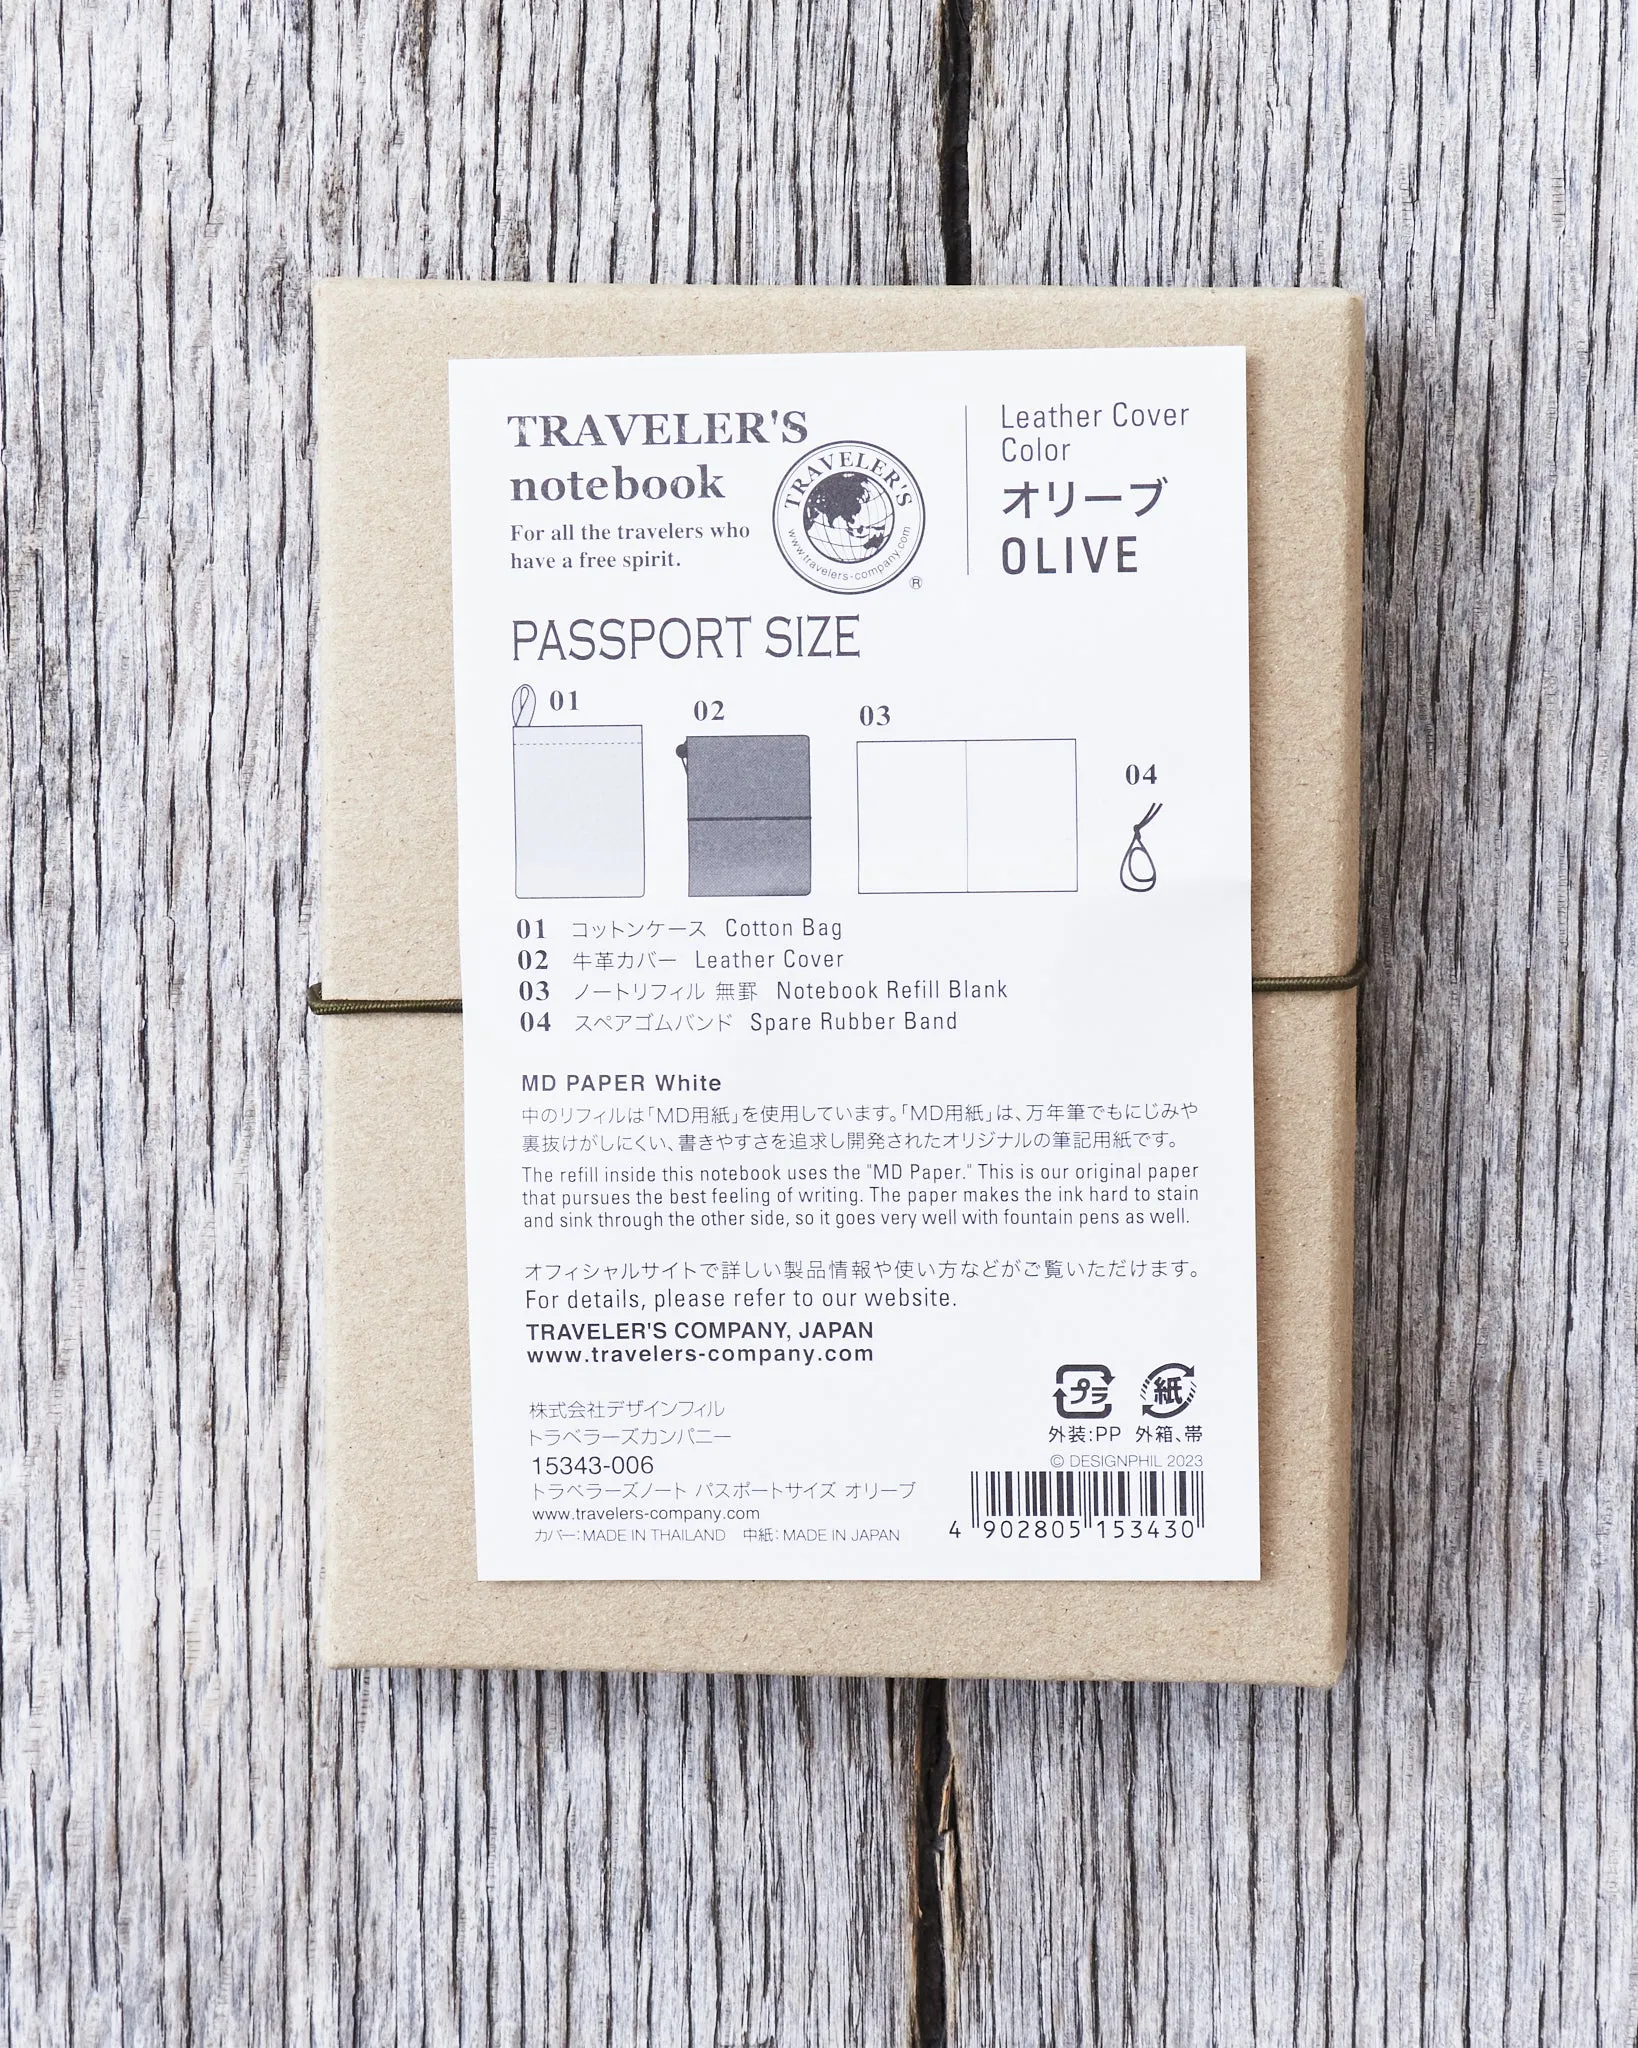 TRAVELER'S
notebook
For all the travelers who
have a free spirit.
TRAVELER'S
www.travelers-company.com
®
Leather Cover
Color
オリーブ
OLIVE
PASSPORT SIZE
01
02
03
04
01 コットンケース Cotton Bag
02 牛革カバー Leather Cover
03 ノートリフィル 無罫 Notebook Refill Blank
04 スペアゴムバンド Spare Rubber Band
MD PAPER White
中のリフィルは「MD用紙」を使用しています。「MD用紙」は、万年筆でもにじみや
裏抜けがしにくい、書きやすさを追求し開発されたオリジナルの筆記用紙です。
The refill inside this notebook uses the "MD Paper." This is our original paper
that pursues the best feeling of writing. The paper makes the ink hard to stain
and sink through the other side, so it goes very well with fountain pens as well.
オフィシャルサイトで詳しい製品情報や使い方などがご覧いただけます。
For details, please refer to our website.
TRAVELER'S COMPANY, JAPAN
www.travelers-company.com
株式会社デザインフィル
トラベラーズカンパニー
15343-006
トラベラーズノート パスポートサイズ オリーブ
www.travelers-company.com
カバー:MADE IN THAILAND 中紙:MADE IN JAPAN
プラ
紙
外装:PP 外箱、帯
© DESIGNPHIL 2023
4 902805 153430